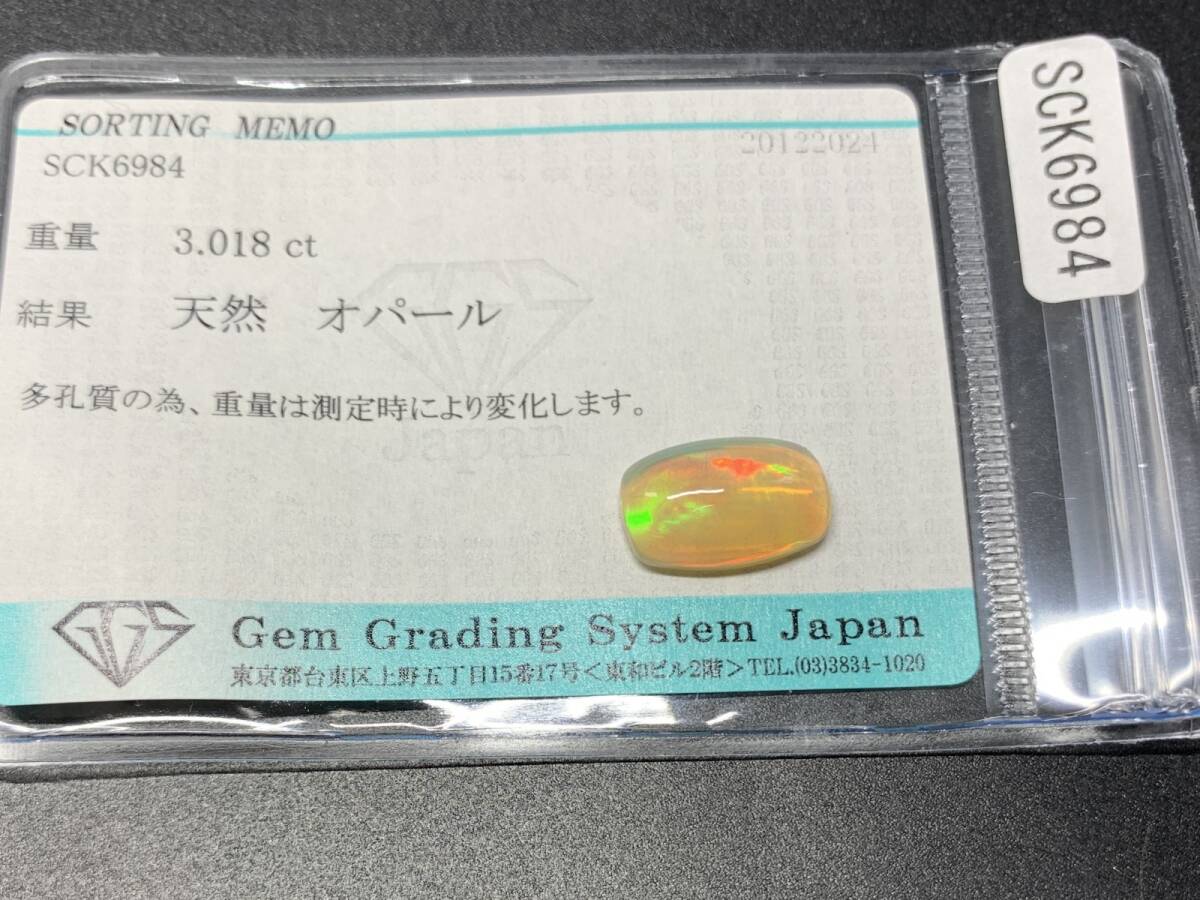 SORTING MEMO
20122024
SCK6984
重量 3.018 ct
結果 天然 オパール
多孔質の為、重量は測定時により変化します。
Japan
GGS
Gem Grading System Japan
東京都台東区上野五丁目15番17号＜東和ビル2階＞TEL.(03)3834-1020
SCK6984